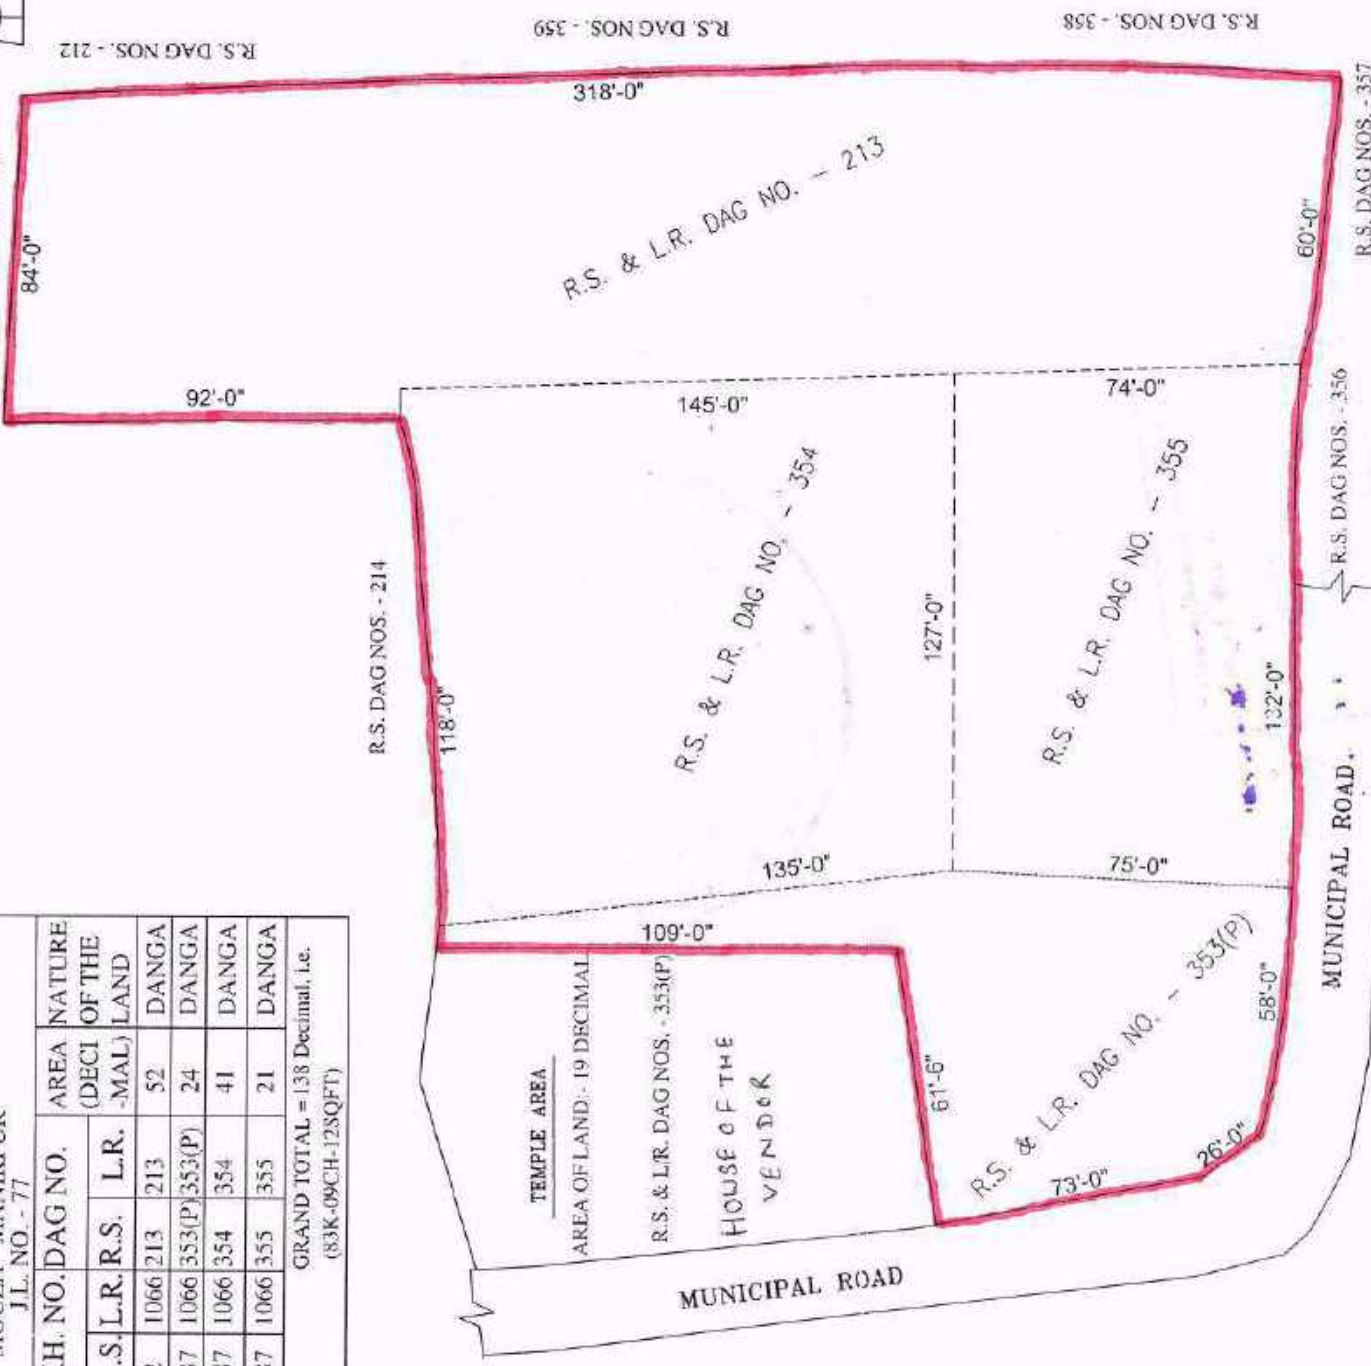 R.S. DAG NOS. - 212
R.S. DAG NOS. - 359
R.S. DAG NOS. - 358
R.S. DAG NOS. - 357
318'-0"
84'-0"
R.S. & L.R. DAG NO. - 213
60'-0"
92'-0"
145'-0"
74'-0"
R.S. DAG NOS. - 356
R.S. DAG NOS. - 214
118'-0"
R.S. & L.R. DAG NO. - 354
127'-0"
R.S. & L.R. DAG NO. - 355
132'-0"
135'-0"
75'-0"
MUNICIPAL ROAD.
109'-0"
R.S. & L.R. DAG NO. - 353(P)
58'-0"
61'-6"
26'-0"
73'-0"
TEMPLE AREA
AREA OF LAND:- 19 DECIMAL
R.S. & L.R. DAG NOS. - 353(P)
HOUSE OF THE
VENDOR
MUNICIPAL ROAD
J.L. NO. - 77
H. NO. DAG NO. AREA (DECI -MAL) NATURE OF THE LAND
.S. L.R. R.S. L.R.
1066 213 213 52 DANGA
37 1066 353(P) 353(P) 24 DANGA
37 1066 354 354 41 DANGA
37 1066 355 355 21 DANGA
GRAND TOTAL = 138 Decimal, i.e.
(83K-09CH-12SQFT)